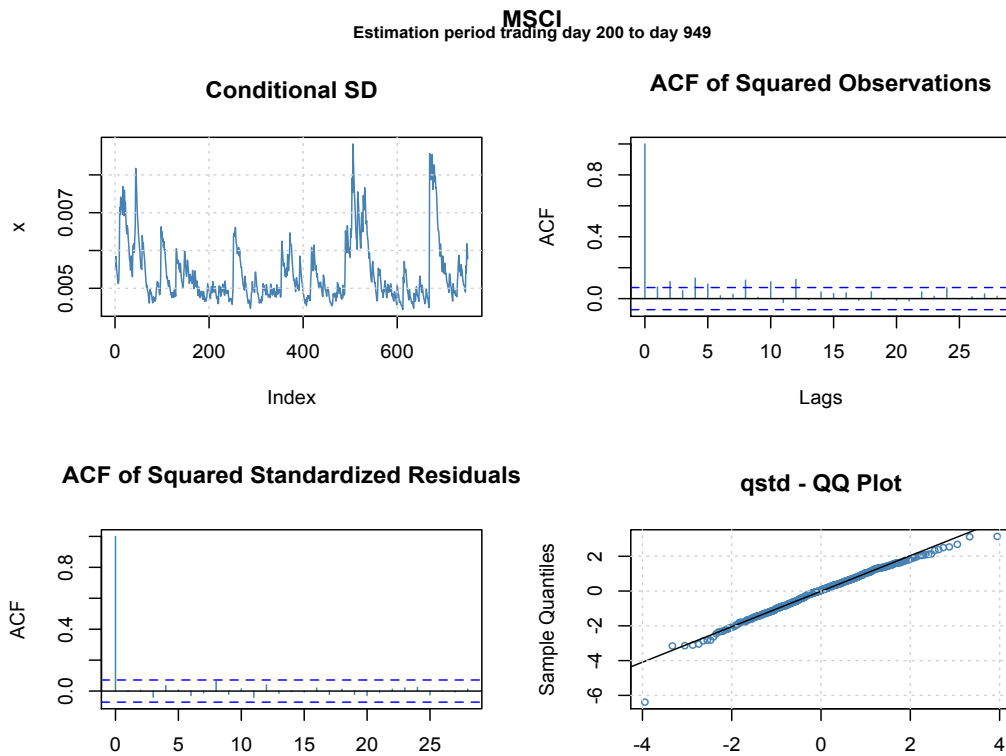 MSCI
Estimation period trading day 200 to day 949
Conditional SD
x
0.005
0.007
0 200 400 600
Index
ACF of Squared Observations
ACF
0.0 0.4 0.8
0 5 10 15 20 25
Lags
ACF of Squared Standardized Residuals
ACF
0.0 0.4 0.8
0 5 10 15 20 25
qstd - QQ Plot
Sample Quantiles
-6 -4 -2 0 2
-4 -2 0 2 4